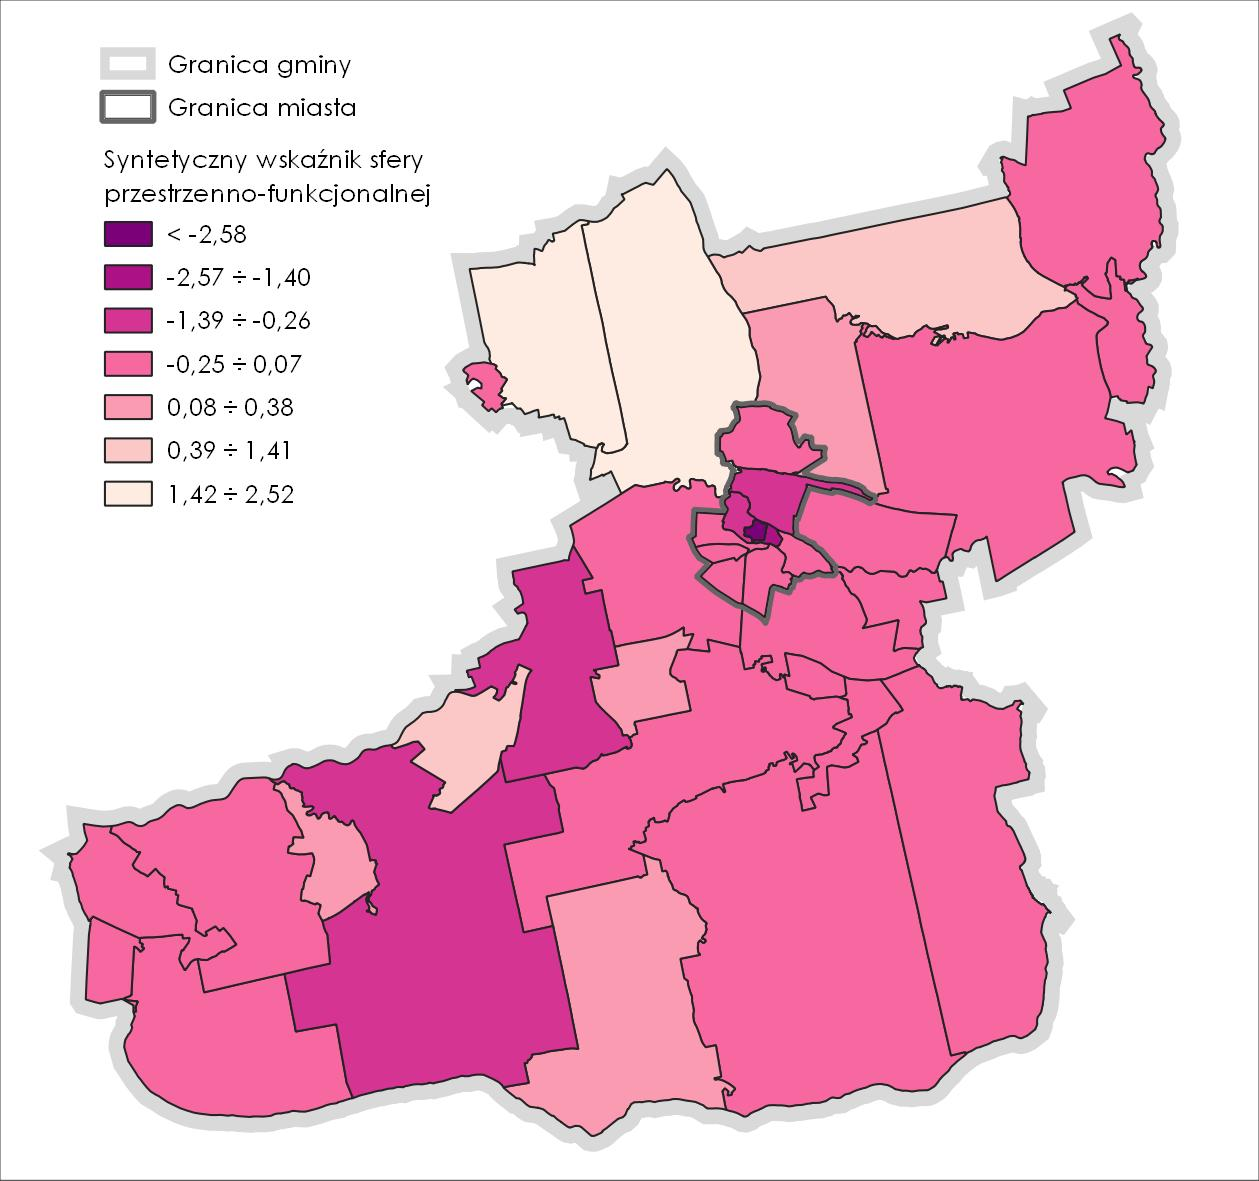 Granica gminy
Granica miasta
Syntetyczny wskaźnik sfery
przestrzenno-funkcjonalnej
< -2,58
-2,57 ÷ -1,40
-1,39 ÷ -0,26
-0,25 ÷ 0,07
0,08 ÷ 0,38
0,39 ÷ 1,41
1,42 ÷ 2,52